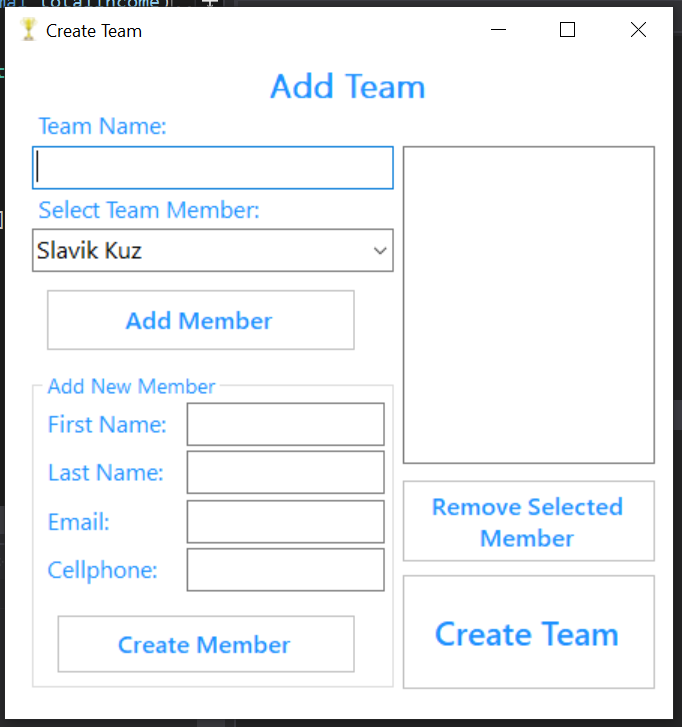 Create Team
Add Team
Team Name:
Select Team Member:
Slavik Kuz
Add Member
Add New Member
First Name:
Last Name:
Email:
Cellphone:
Create Member
Remove Selected
Member
Create Team